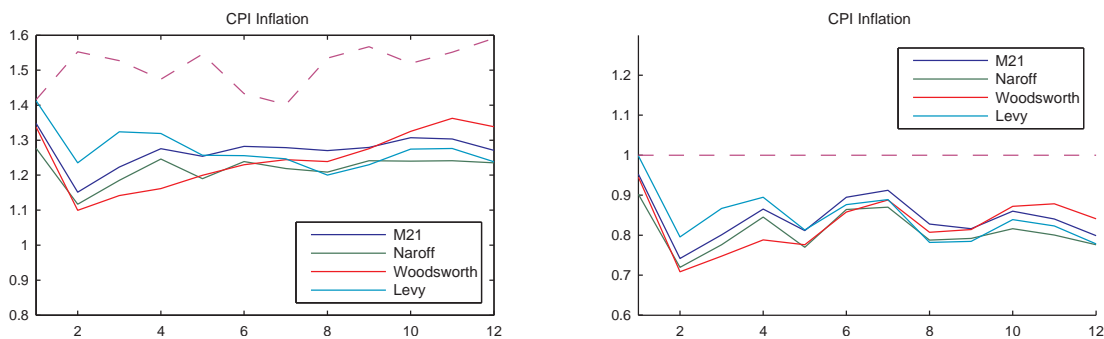 CPI Inflation
1.6
1.5
1.4
1.3
1.2
1.1
1
0.9
0.8
2 4 6 8 10 12
M21
Naroff
Woodsworth
Levy
CPI Inflation
1.2
1.1
1
0.9
0.8
0.7
0.6
2 4 6 8 10 12
M21
Naroff
Woodsworth
Levy